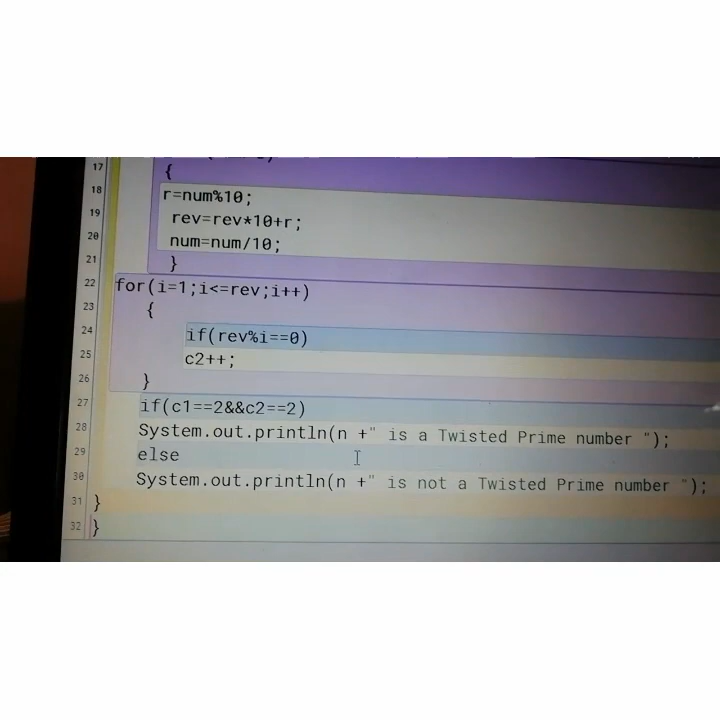 17 {
18 r=num%10;
19 rev=rev*10+r;
20 num=num/10;
21 }
22 for(i=1;i<=rev;i++)
23 {
24 if(rev%i==0)
25 c2++;
26 }
27 if(c1==2&&c2==2)
28 System.out.println(n +" is a Twisted Prime number ");
29 else
30 System.out.println(n +" is not a Twisted Prime number ");
31 }
32 }